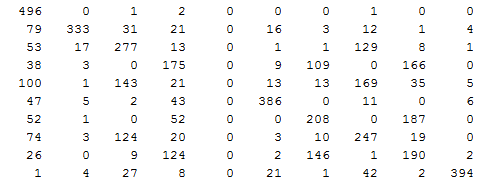 496 0 1 2 0 0 0 1 0 0
79 333 31 21 0 16 3 12 1 4
53 17 277 13 0 1 1 129 8 1
38 3 0 175 0 9 109 0 166 0
100 1 143 21 0 13 13 169 35 5
47 5 2 43 0 386 0 11 0 6
52 1 0 52 0 0 208 0 187 0
74 3 124 20 0 3 10 247 19 0
26 0 9 124 0 2 146 1 190 2
1 4 27 8 0 21 1 42 2 394